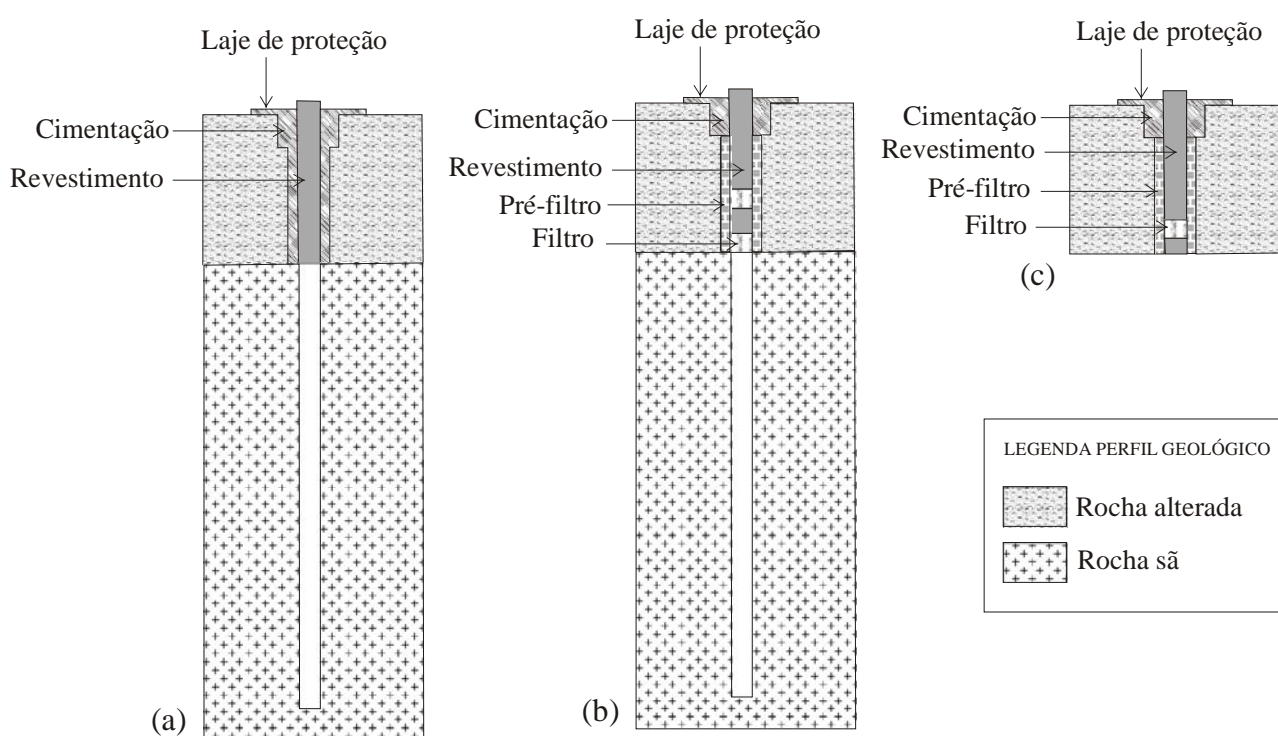 Laje de proteção
Cimentação
Revestimento
(a)
Laje de proteção
Cimentação
Revestimento
Pré-filtro
Filtro
(b)
Laje de proteção
Cimentação
Revestimento
Pré-filtro
Filtro
(c)
LEGENDA PERFIL GEOLÓGICO
Rocha alterada
Rocha sã